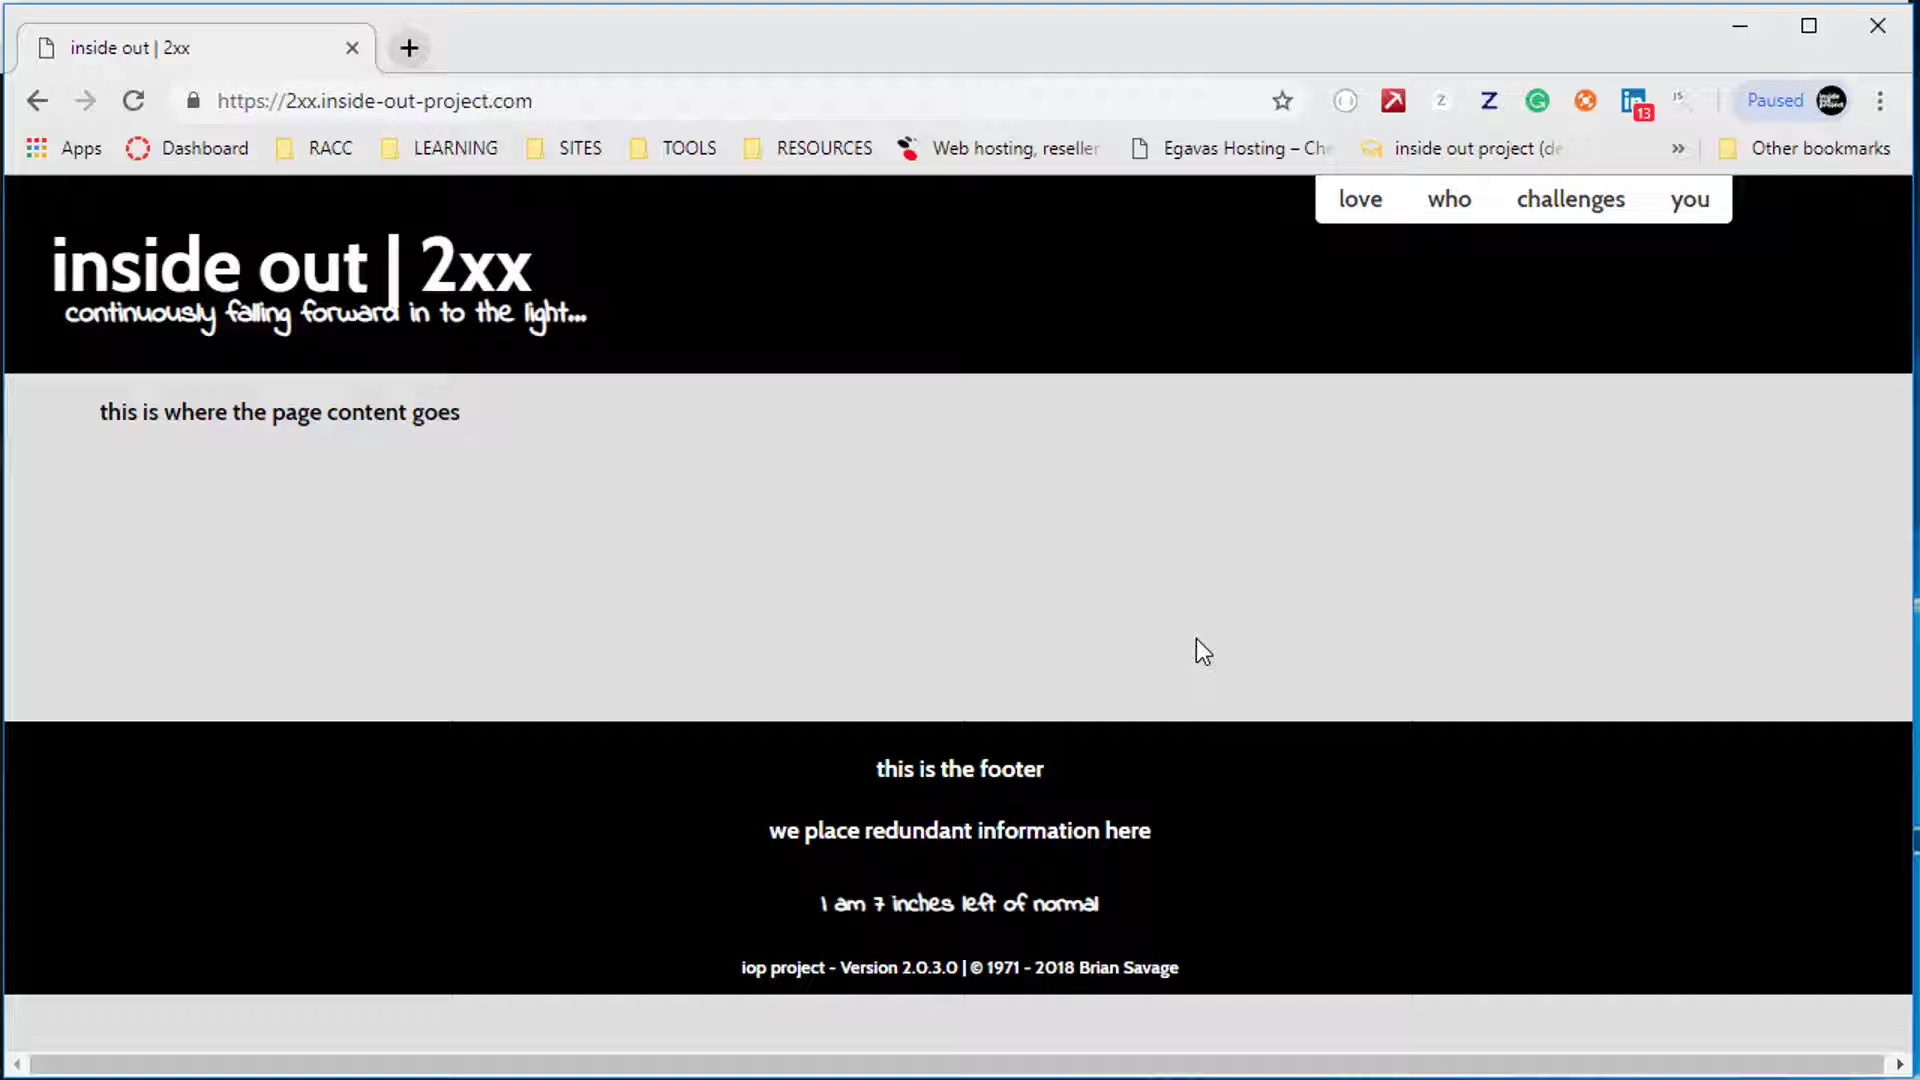 inside out | 2xx
https://2xx.inside-out-project.com
13
Paused
Apps Dashboard RACC LEARNING SITES TOOLS RESOURCES Web hosting, reseller Egavas Hosting – Che inside out project (de » Other bookmarks
love who challenges you
inside out | 2xx
continuously falling forward in to the light...
this is where the page content goes
this is the footer
we place redundant information here
I am 7 inches left of normal
iop project - Version 2.0.3.0 | © 1971 - 2018 Brian Savage